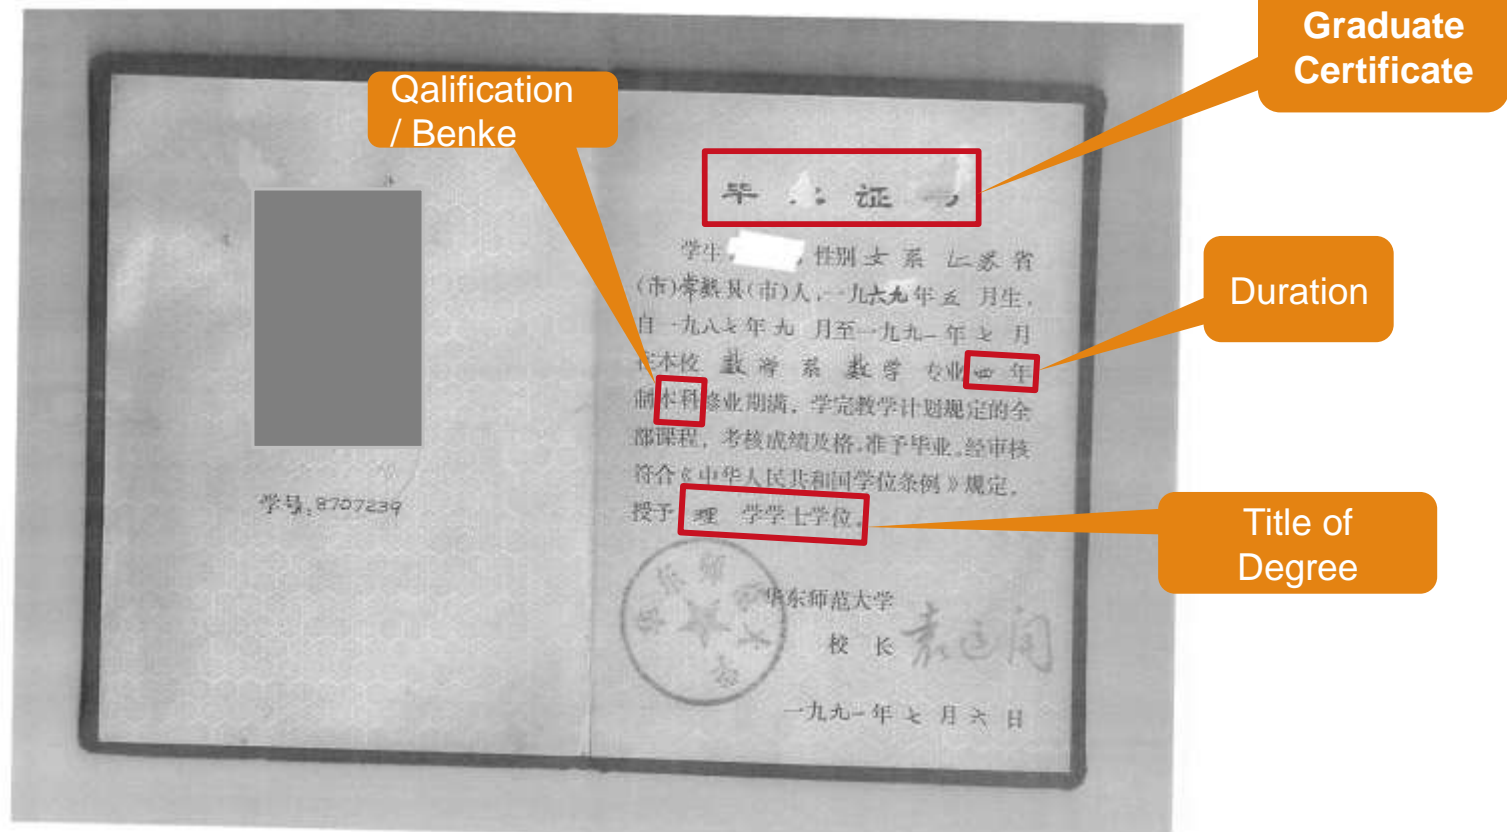 Graduate
Certificate
Qalification
/ Benke
毕 证
学生 性别 女 系 江苏 省
(市)常熟县(市)人,一九六九年五 月生,
Duration
自一九八七年九 月至一九九一年七 月
在本校 数学 系 数学 专业四 年
制本科修业期满,学完教学计划规定的全
部课程,考核成绩及格,准予毕业。经审核
符合《中华人民共和国学位条例》规定,
学号:8707239
授予 理 学学士学位。
Title of
Degree
华东师范大学
校 长
一九九一年七月六日